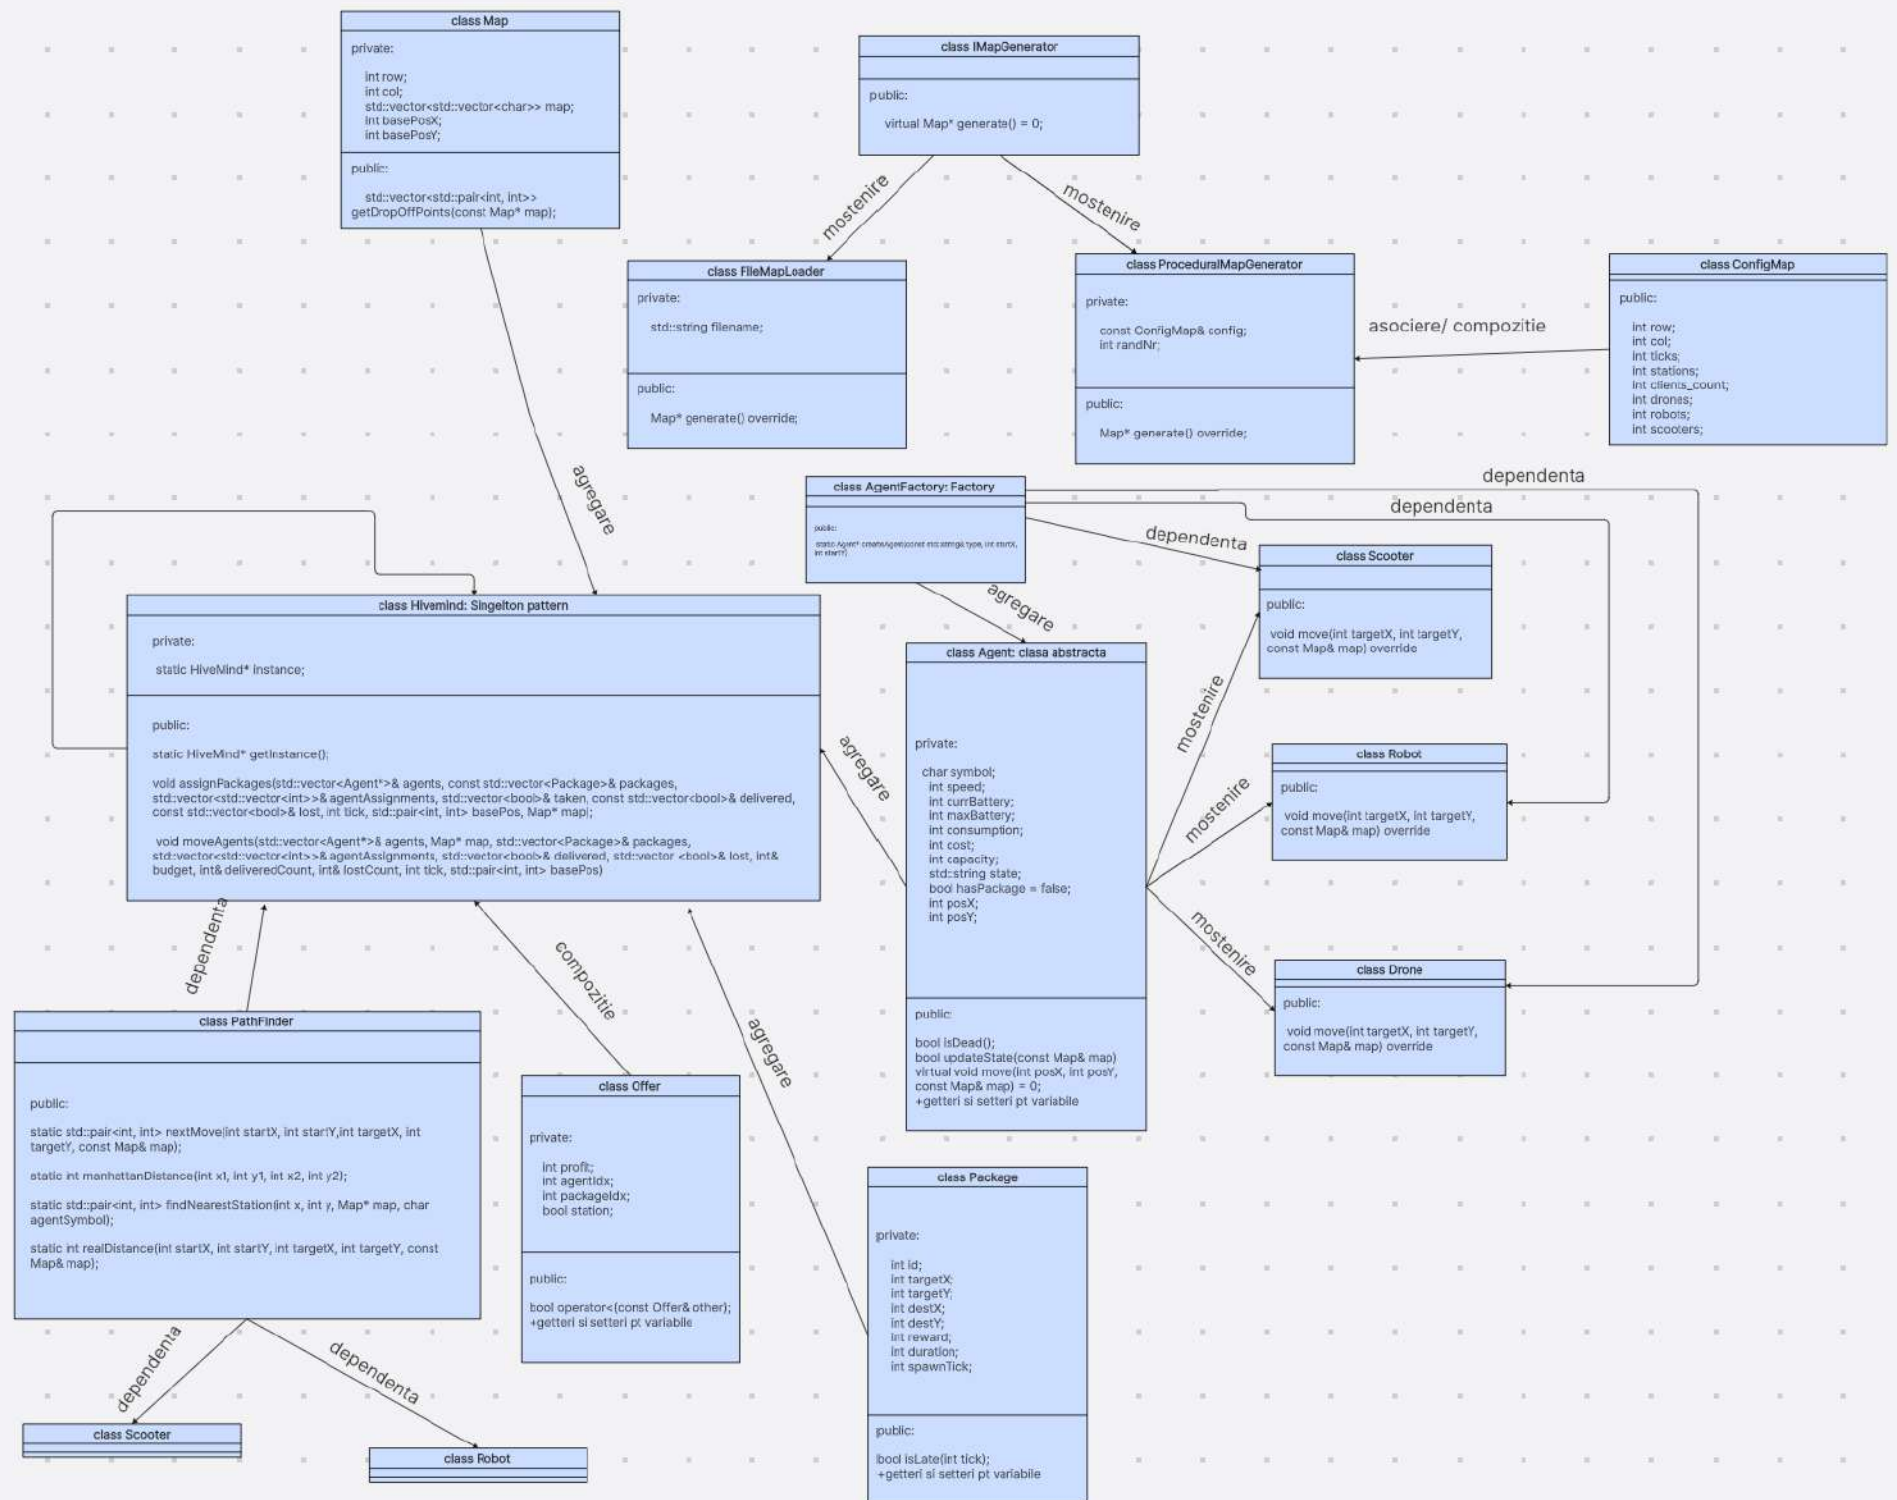 class Map
private:
int row;
int col;
std::vector<std::vector<char>> map;
int basePosX;
int basePosY;
public:
std::vector<std::pair<int, int>>
getDropOffPoints(const Map* map);
class IMapGenerator
public:
virtual Map* generate() = 0;
mostenire
mostenire
class FileMapLoader
private:
std::string filename;
public:
Map* generate() override;
class ProceduralMapGenerator
private:
const ConfigMap& config;
int randNr;
public:
Map* generate() override;
asociere/ compozitie
class ConfigMap
public:
int row;
int col;
int ticks;
int stations;
int clients_count;
int drones;
int robots;
int scooters;
agregare
class AgentFactory: Factory
public:
static Agent* createAgent(const std::string& type, int startX,
int startY)
dependenta
dependenta
dependenta
agregare
class Scooter
public:
void move(int targetX, int targetY,
const Map& map) override
class Hivemind: Singelton pattern
private:
static HiveMind* instance;
public:
static HiveMind* getInstance();
void assignPackages(std::vector<Agent*>& agents, const std::vector<Package>& packages,
std::vector<std::vector<int>>& agentAssignments, std::vector<bool>& taken, const std::vector<bool>& delivered,
const std::vector<bool>& lost, int tick, std::pair<int, int> basePos, Map* map);
void moveAgents(std::vector<Agent*>& agents, Map* map, std::vector<Package>& packages,
std::vector<std::vector<int>>& agentAssignments, std::vector<bool>& delivered, std::vector <bool>& lost, int&
budget, int& deliveredCount, int& lostCount, int tick, std::pair<int, int> basePos)
agregare
class Agent: clasa abstracta
private:
char symbol;
int speed;
int currBattery;
int maxBattery;
int consumption;
int cost;
int capacity;
std::string state;
bool hasPackage = false;
int posX;
int posY;
public:
bool isDead();
bool updateState(const Map& map)
virtual void move(int posX, int posY,
const Map& map) = 0;
+getteri si setteri pt variabile
mostenire
mostenire
mostenire
class Robot
public:
void move(int targetX, int targetY,
const Map& map) override
class Drone
public:
void move(int targetX, int targetY,
const Map& map) override
dependenta
compozitie
agregare
class PathFinder
public:
static std::pair<int, int> nextMove(int startX, int startY,int targetX, int
targetY, const Map& map);
static int manhattanDistance(int x1, int y1, int x2, int y2);
static std::pair<int, int> findNearestStation(int x, int y, Map* map, char
agentSymbol);
static int realDistance(int startX, int startY, int targetX, int targetY, const
Map& map);
class Offer
private:
int profit;
int agentIdx;
int packageIdx;
bool station;
public:
bool operator<(const Offer& other);
+getteri si setteri pt variabile
class Package
private:
int id;
int targetX;
int targetY;
int destX;
int destY;
int reward;
int duration;
int spawnTick;
public:
bool isLate(int tick);
+getteri si setteri pt variabile
dependenta
dependenta
class Scooter
class Robot